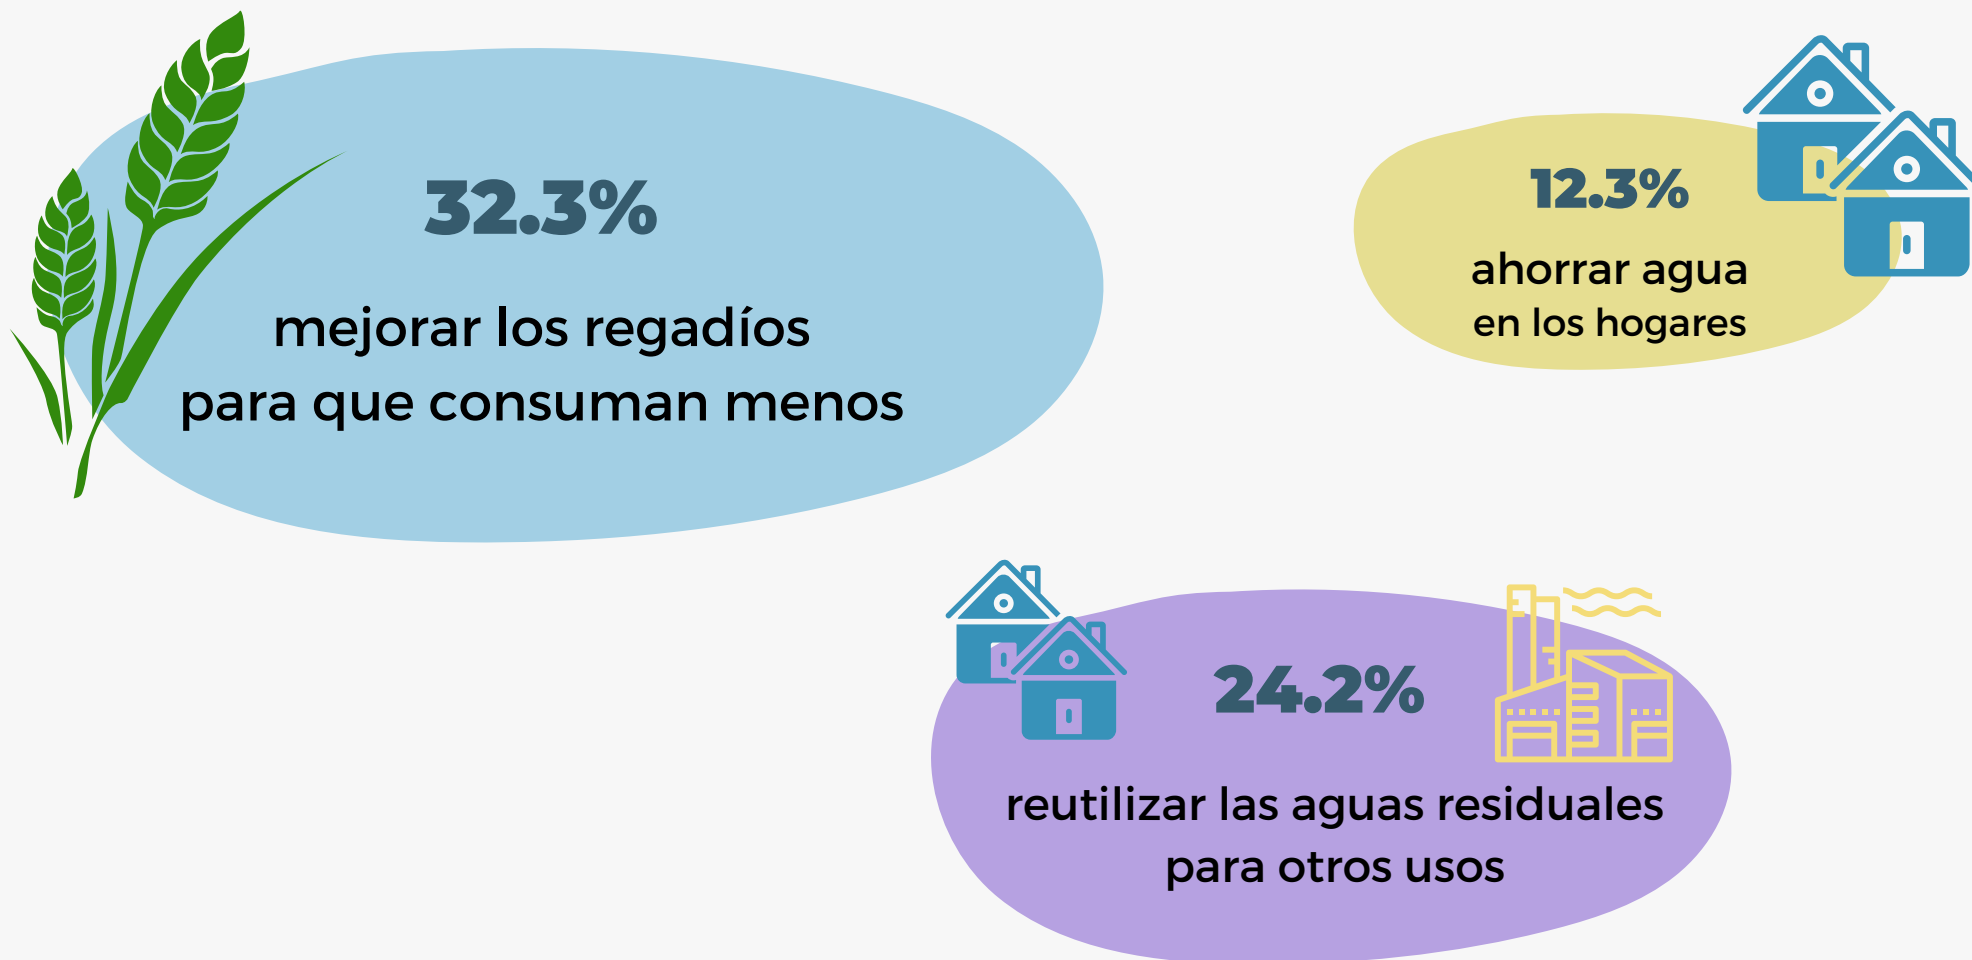 32.3%
mejorar los regadíos
para que consuman menos
12.3%
ahorrar agua
en los hogares
24.2%
reutilizar las aguas residuales
para otros usos